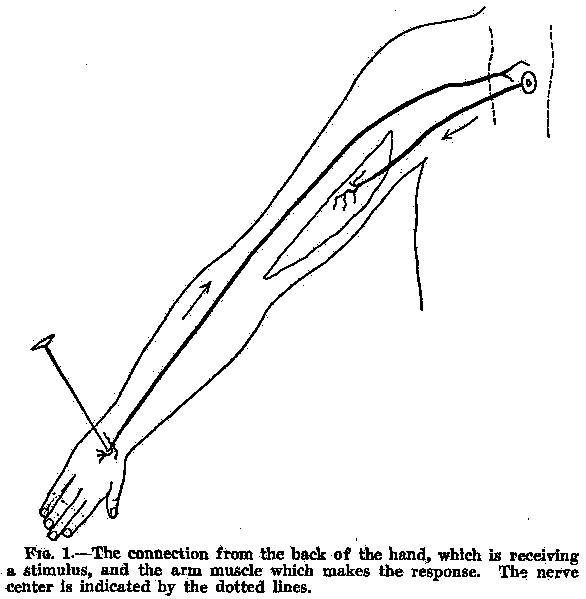 FIG. 1.—The connection from the back of the hand, which is receiving
a stimulus, and the arm muscle which makes the response. The nerve
center is indicated by the dotted lines.